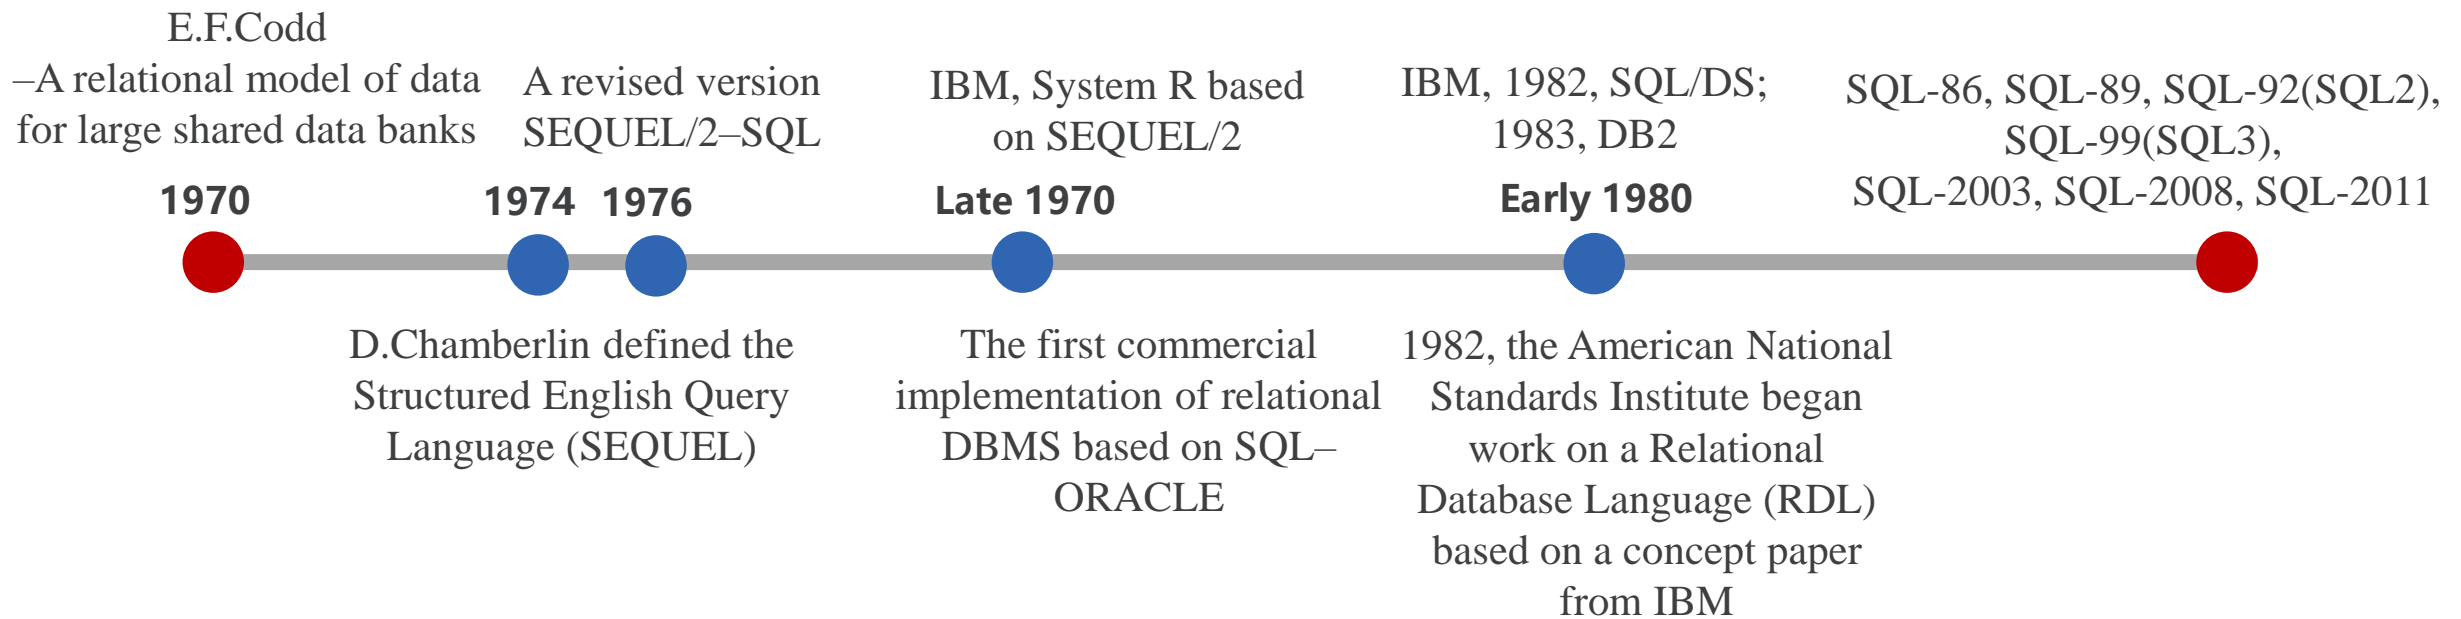 E.F.Codd
–A relational model of data
for large shared data banks
1970
1974
D.Chamberlin defined the
Structured English Query
Language (SEQUEL)
A revised version
SEQUEL/2–SQL
1976
IBM, System R based
on SEQUEL/2
Late 1970
The first commercial
implementation of relational
DBMS based on SQL–
ORACLE
IBM, 1982, SQL/DS;
1983, DB2
Early 1980
1982, the American National
Standards Institute began
work on a Relational
Database Language (RDL)
based on a concept paper
from IBM
SQL-86, SQL-89, SQL-92(SQL2),
SQL-99(SQL3),
SQL-2003, SQL-2008, SQL-2011